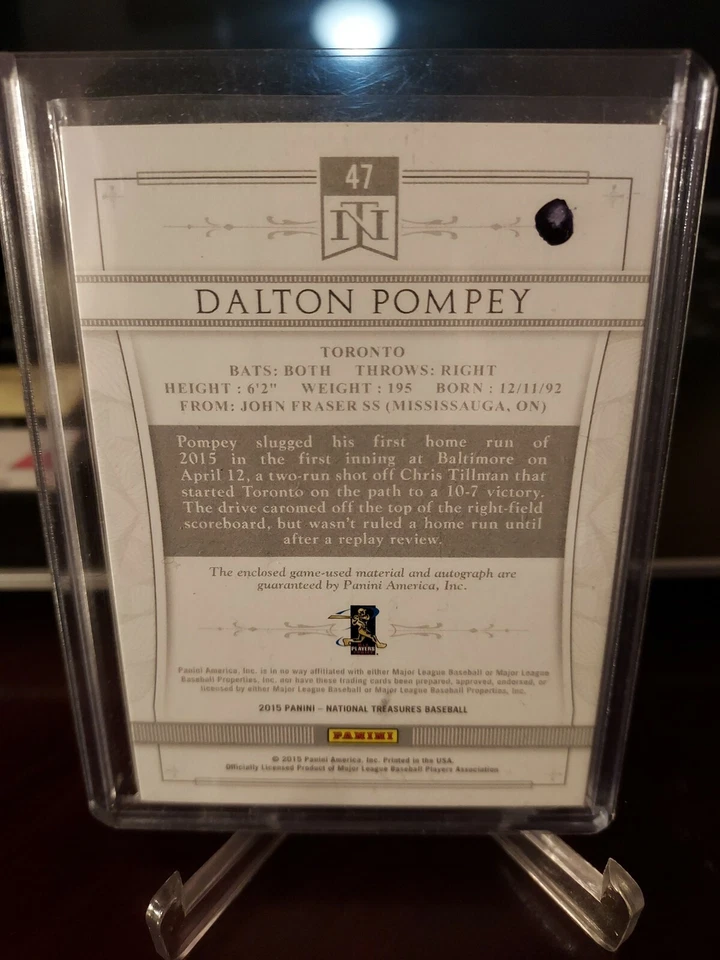 47
NT
DALTON POMPEY
TORONTO
BATS: BOTH THROWS: RIGHT
HEIGHT : 6'2" WEIGHT : 195 BORN : 12/11/92
FROM: JOHN FRASER SS (MISSISSAUGA, ON)
Pompey slugged his first home run of
2015 in the first inning at Baltimore on
April 12, a two-run shot off Chris Tillman that
started Toronto on the path to a 10-7 victory.
The drive caromed off the top of the right-field
scoreboard, but wasn't ruled a home run until
after a replay review.
The enclosed game-used material and autograph are
guaranteed by Panini America, Inc.
PLAYERS
Panini America, Inc. is in no way affiliated with either Major League Baseball or Major League
Baseball Properties, Inc. nor have these trading cards been prepared, approved, endorsed, or
licensed by either Major League Baseball or Major League Baseball Properties, Inc.
2015 PANINI – NATIONAL TREASURES BASEBALL
PANINI
© 2015 Panini America, Inc. Printed in the USA.
Officially Licensed Product of Major League Baseball Players Association